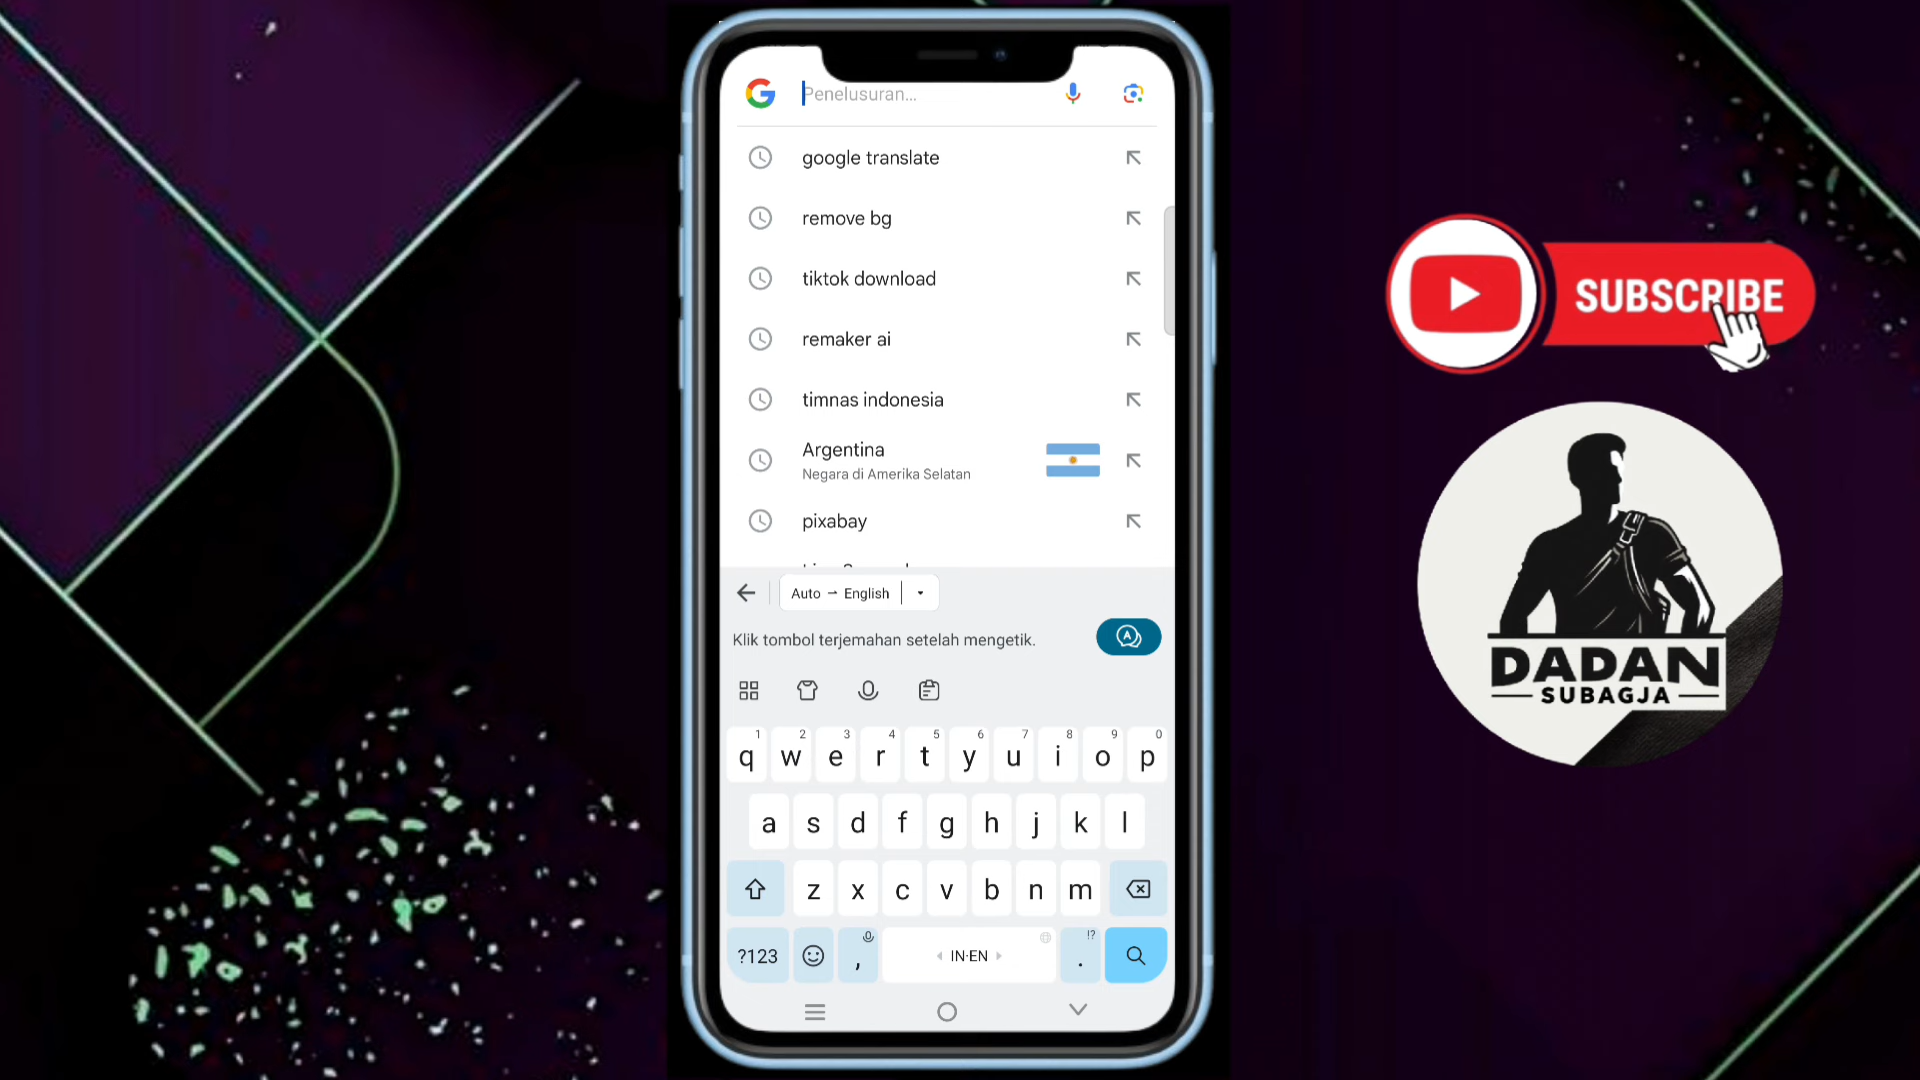 Penelusuran...
google translate
remove bg
tiktok download
remaker ai
timnas indonesia
Argentina
Negara di Amerika Selatan
pixabay
Auto → English
Klik tombol terjemahan setelah mengetik.
1 2 3 4 5 6 7 8 9 0
q w e r t y u i o p
a s d f g h j k l
z x c v b n m
!?
?123 , IN·EN .
SUBSCRIBE
DADAN
SUBAGJA